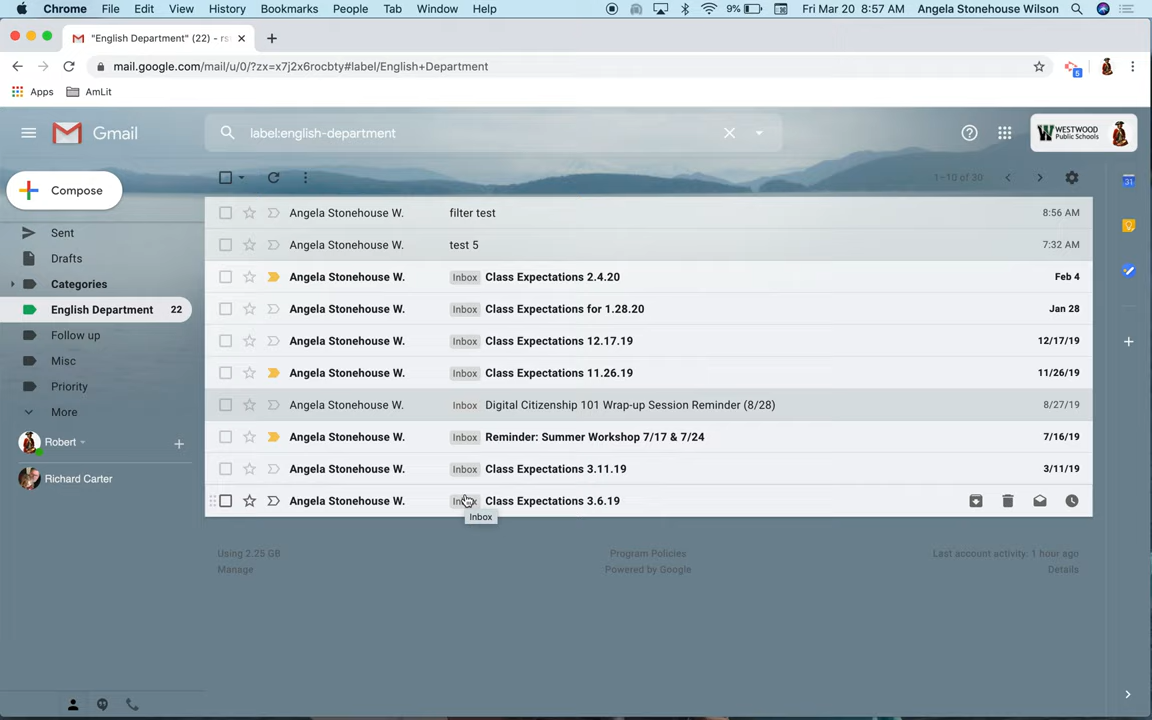 Chrome File Edit View History Bookmarks People Tab Window Help 9% Fri Mar 20 8:57 AM Angela Stonehouse Wilson
"English Department" (22) - rs
mail.google.com/mail/u/0/?zx=x7j2x6rocbty#label/English+Department 5
Apps AmLit
Gmail label:english-department WESTWOOD Public Schools
Compose 1–10 of 30 31
Sent
Drafts
Categories
English Department 22
Follow up
Misc
Priority
More
Robert
Richard Carter
Angela Stonehouse W. filter test 8:56 AM
Angela Stonehouse W. test 5 7:32 AM
Angela Stonehouse W. Inbox Class Expectations 2.4.20 Feb 4
Angela Stonehouse W. Inbox Class Expectations for 1.28.20 Jan 28
Angela Stonehouse W. Inbox Class Expectations 12.17.19 12/17/19
Angela Stonehouse W. Inbox Class Expectations 11.26.19 11/26/19
Angela Stonehouse W. Inbox Digital Citizenship 101 Wrap-up Session Reminder (8/28) 8/27/19
Angela Stonehouse W. Inbox Reminder: Summer Workshop 7/17 & 7/24 7/16/19
Angela Stonehouse W. Inbox Class Expectations 3.11.19 3/11/19
Angela Stonehouse W. Inbox Class Expectations 3.6.19
Inbox
Using 2.25 GB Program Policies Last account activity: 1 hour ago
Manage Powered by Google Details